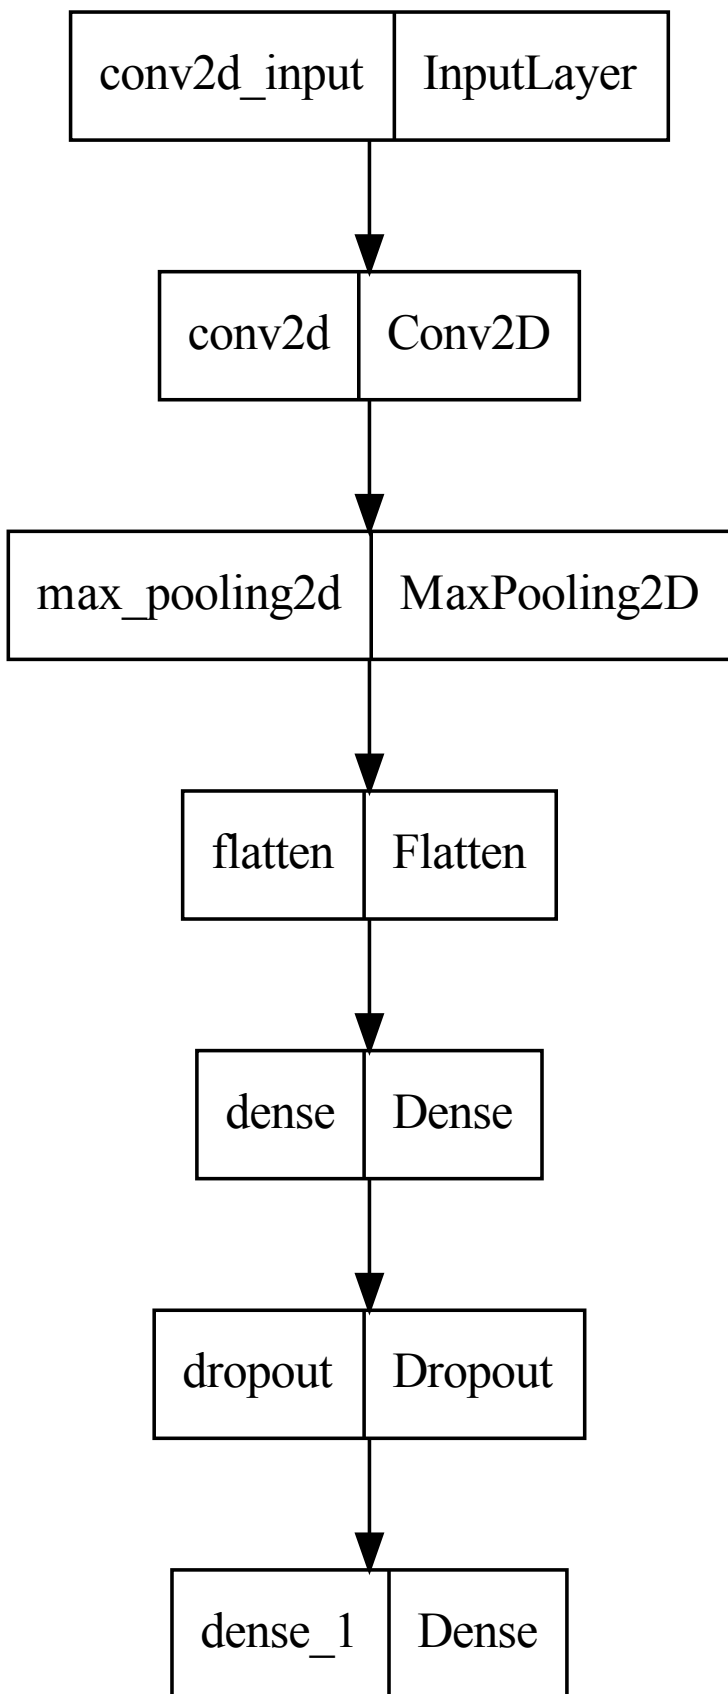 conv2d_input InputLayer
conv2d Conv2D
max_pooling2d MaxPooling2D
flatten Flatten
dense Dense
dropout Dropout
dense_1 Dense